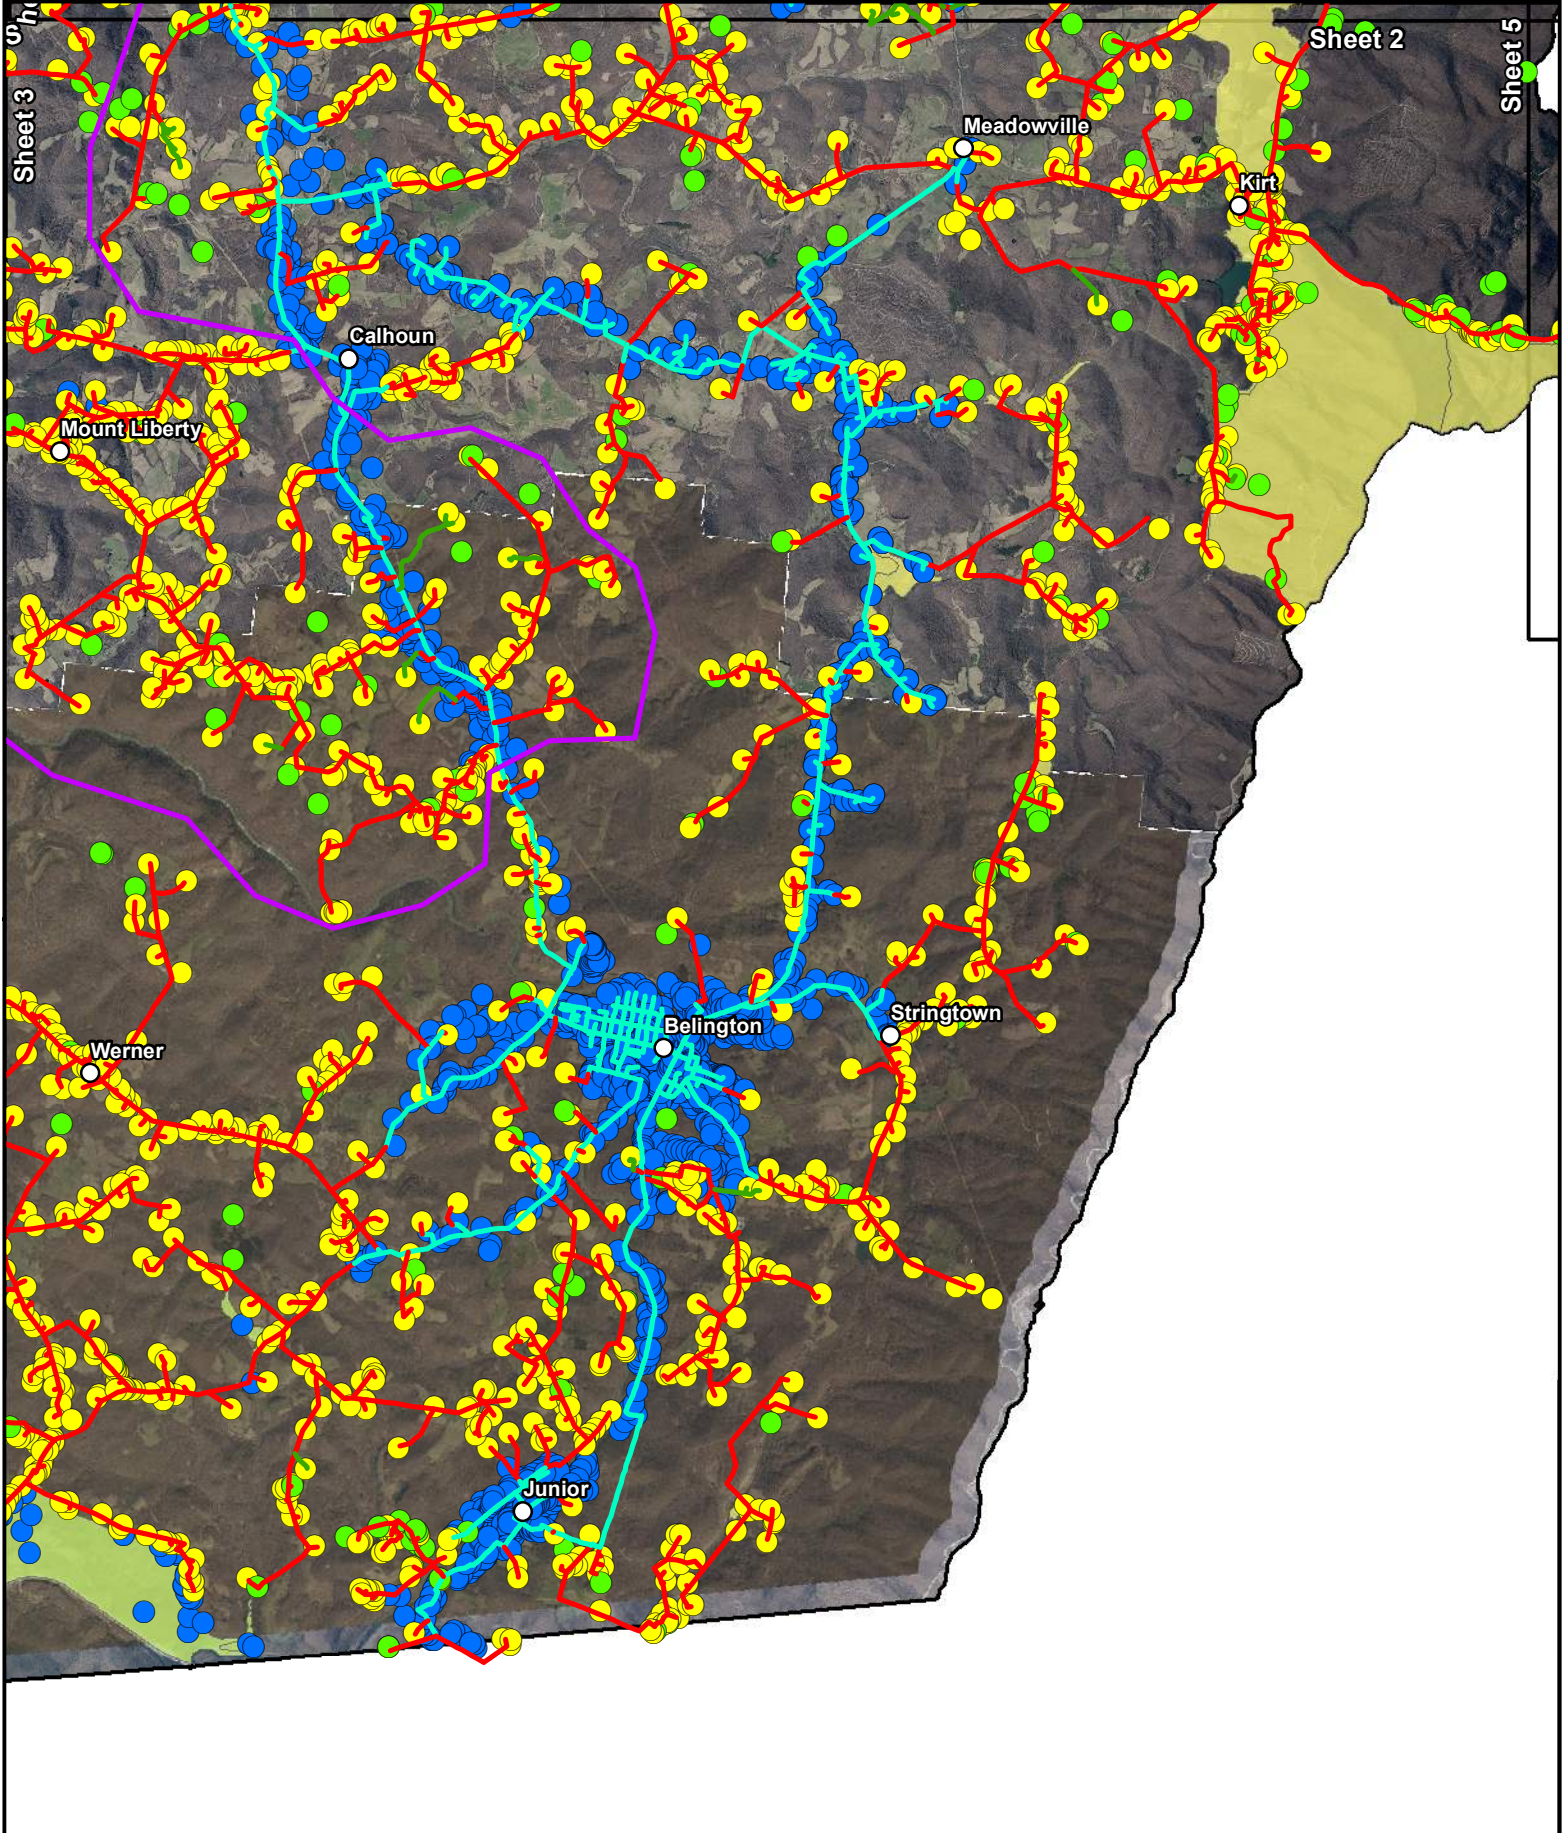 Sheet 2
Sheet 5
Sheet 3
Meadowville
Kirt
Calhoun
Mount Liberty
Stringtown
Belington
Werner
Junior